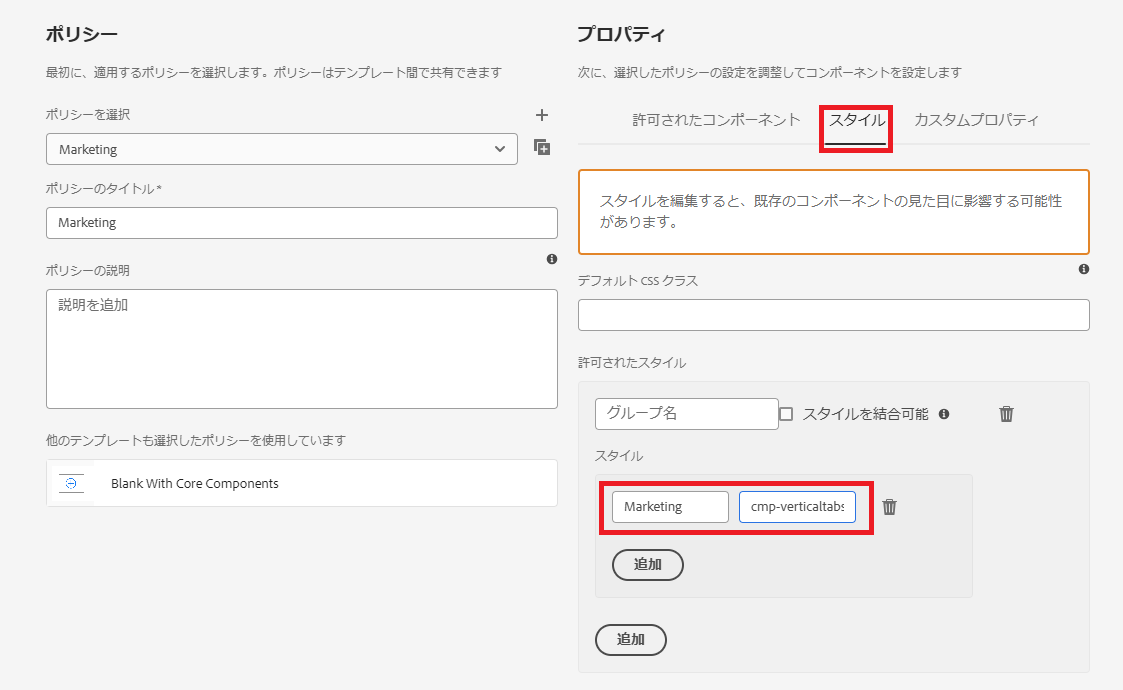 ポリシー
最初に、適用するポリシーを選択します。ポリシーはテンプレート間で共有できます
ポリシーを選択
Marketing
ポリシーのタイトル*
Marketing
ポリシーの説明
説明を追加
他のテンプレートも選択したポリシーを使用しています
Blank With Core Components
プロパティ
次に、選択したポリシーの設定を調整してコンポーネントを設定します
許可されたコンポーネント スタイル カスタムプロパティ
スタイルを編集すると、既存のコンポーネントの見た目に影響する可能性
があります。
デフォルト CSS クラス
許可されたスタイル
グループ名 スタイルを結合可能
スタイル
Marketing cmp-verticaltabs
追加
追加